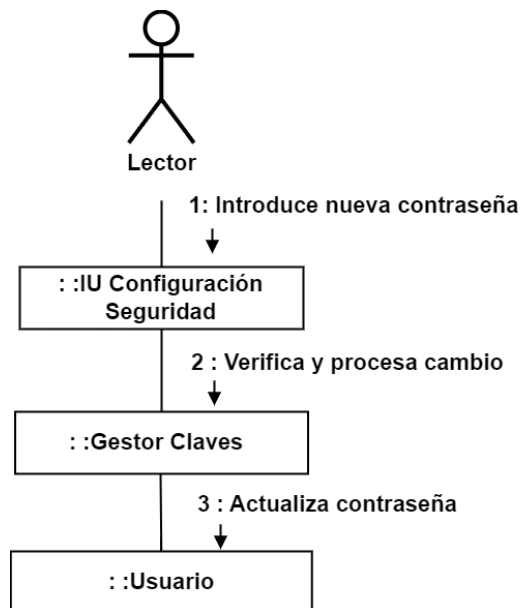 Lector
1: Introduce nueva contraseña
: :IU Configuración
Seguridad
2 : Verifica y procesa cambio
: :Gestor Claves
3 : Actualiza contraseña
: :Usuario